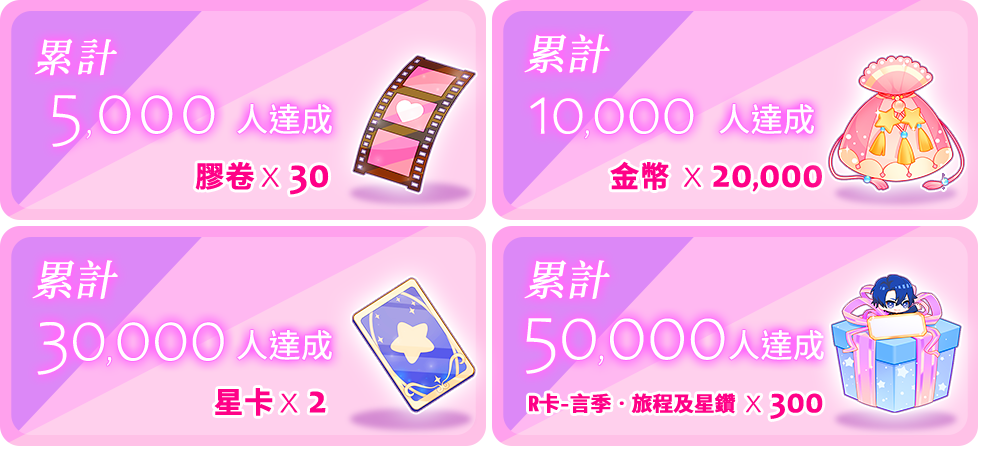 累計
5,000 人達成
膠卷 X 30
累計
10,000 人達成
金幣 X 20,000
累計
30,000 人達成
星卡 X 2
累計
50,000 人達成
R卡-言季‧旅程及星鑽 X 300